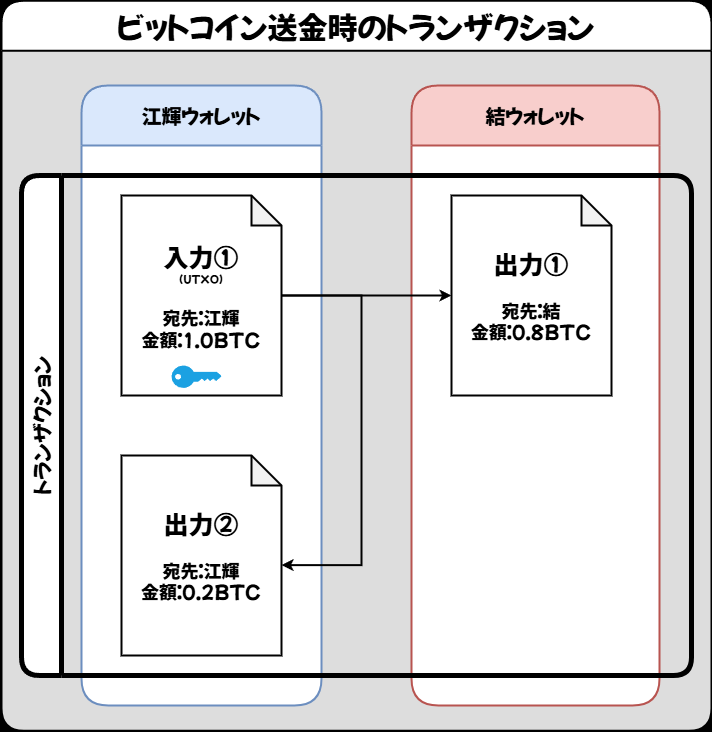 ビットコイン送金時のトランザクション
江輝ウォレット
結ウォレット
トランザクション
入力①
(UTXO)
宛先:江輝
金額:1.0BTC
出力①
宛先:結
金額:0.8BTC
出力②
宛先:江輝
金額:0.2BTC